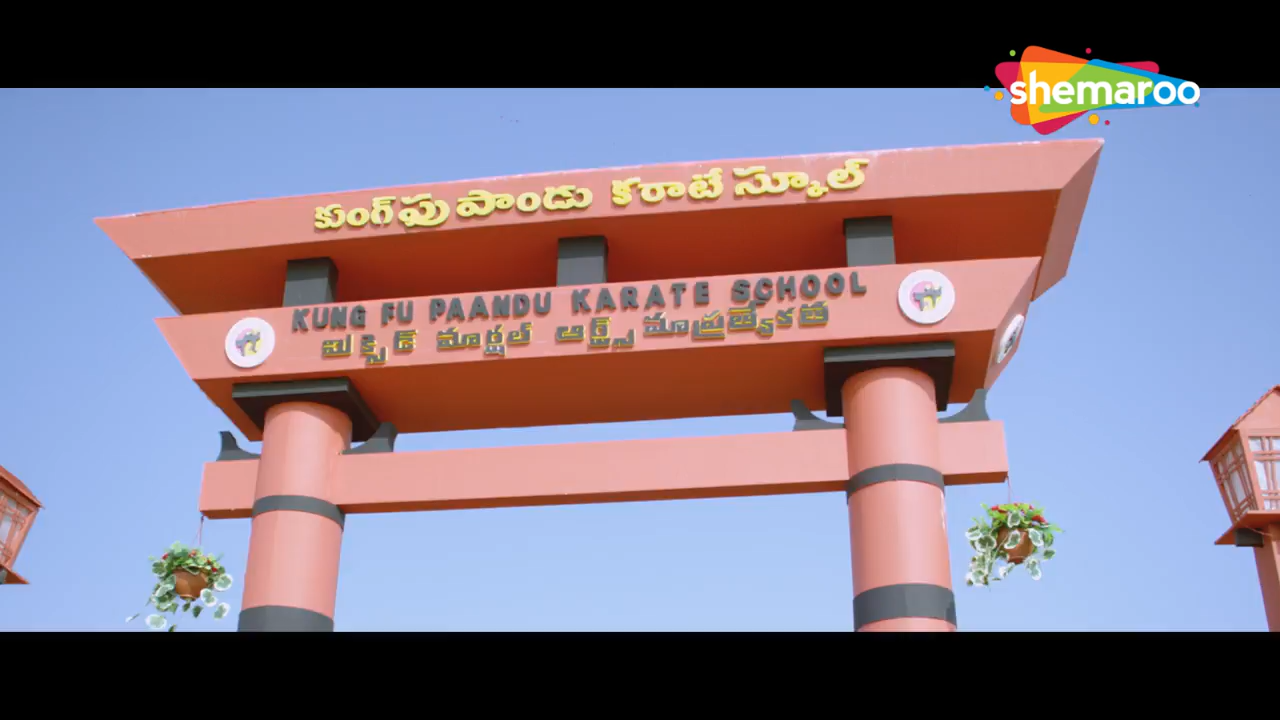 shemaroo
కుంగ్ ఫు పాండు కరాటే స్కూల్
KUNG FU PAANDU KARATE SCHOOL
మిక్స్డ్ మార్షల్ ఆర్ట్స్ మా ప్రత్యేకత